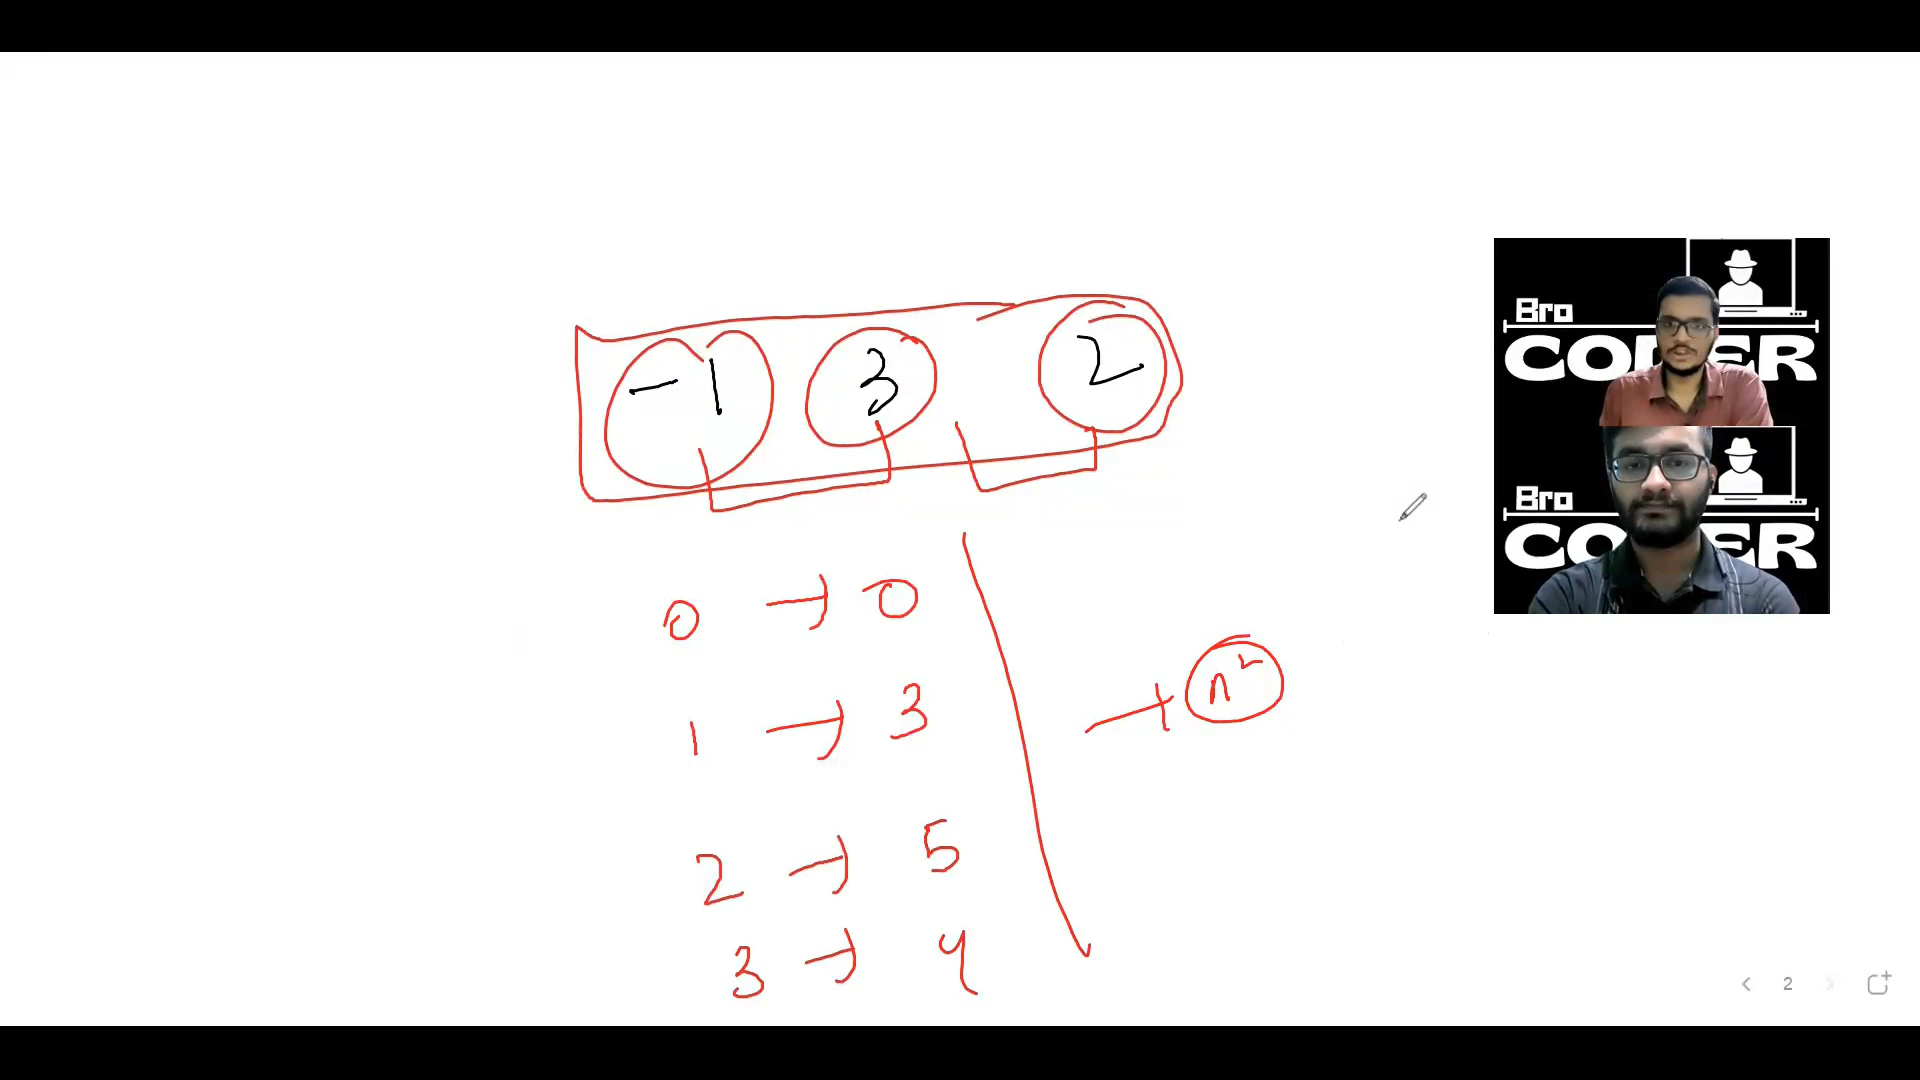 -1 3 2
0 → 0
1 → 3
→ n²
2 → 5
3 → 4
Bro
CODER
Bro
CODER
2